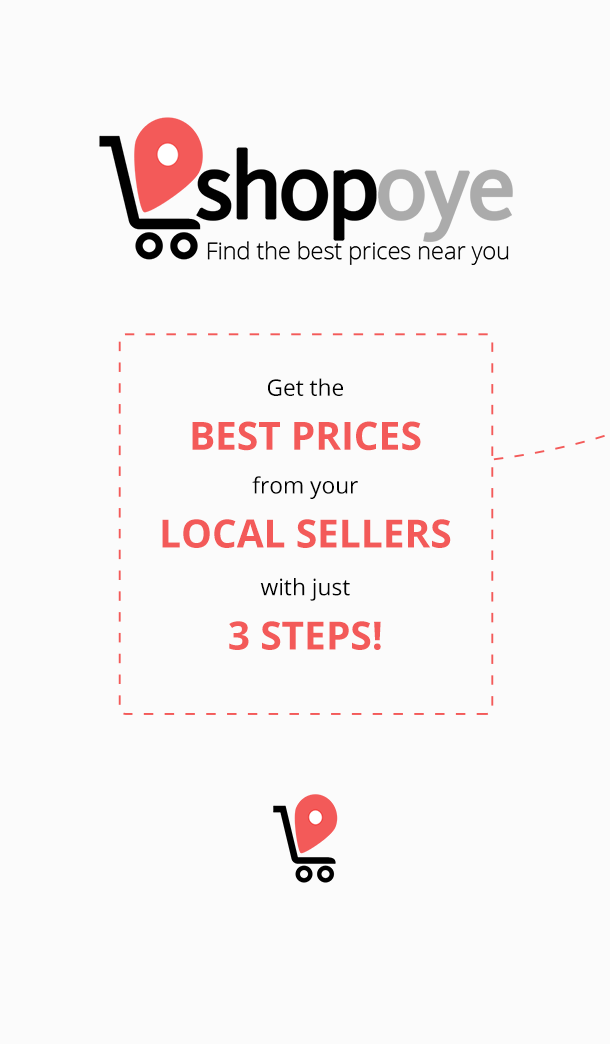 shopoye
Find the best prices near you
Get the
BEST PRICES
from your
LOCAL SELLERS
with just
3 STEPS!